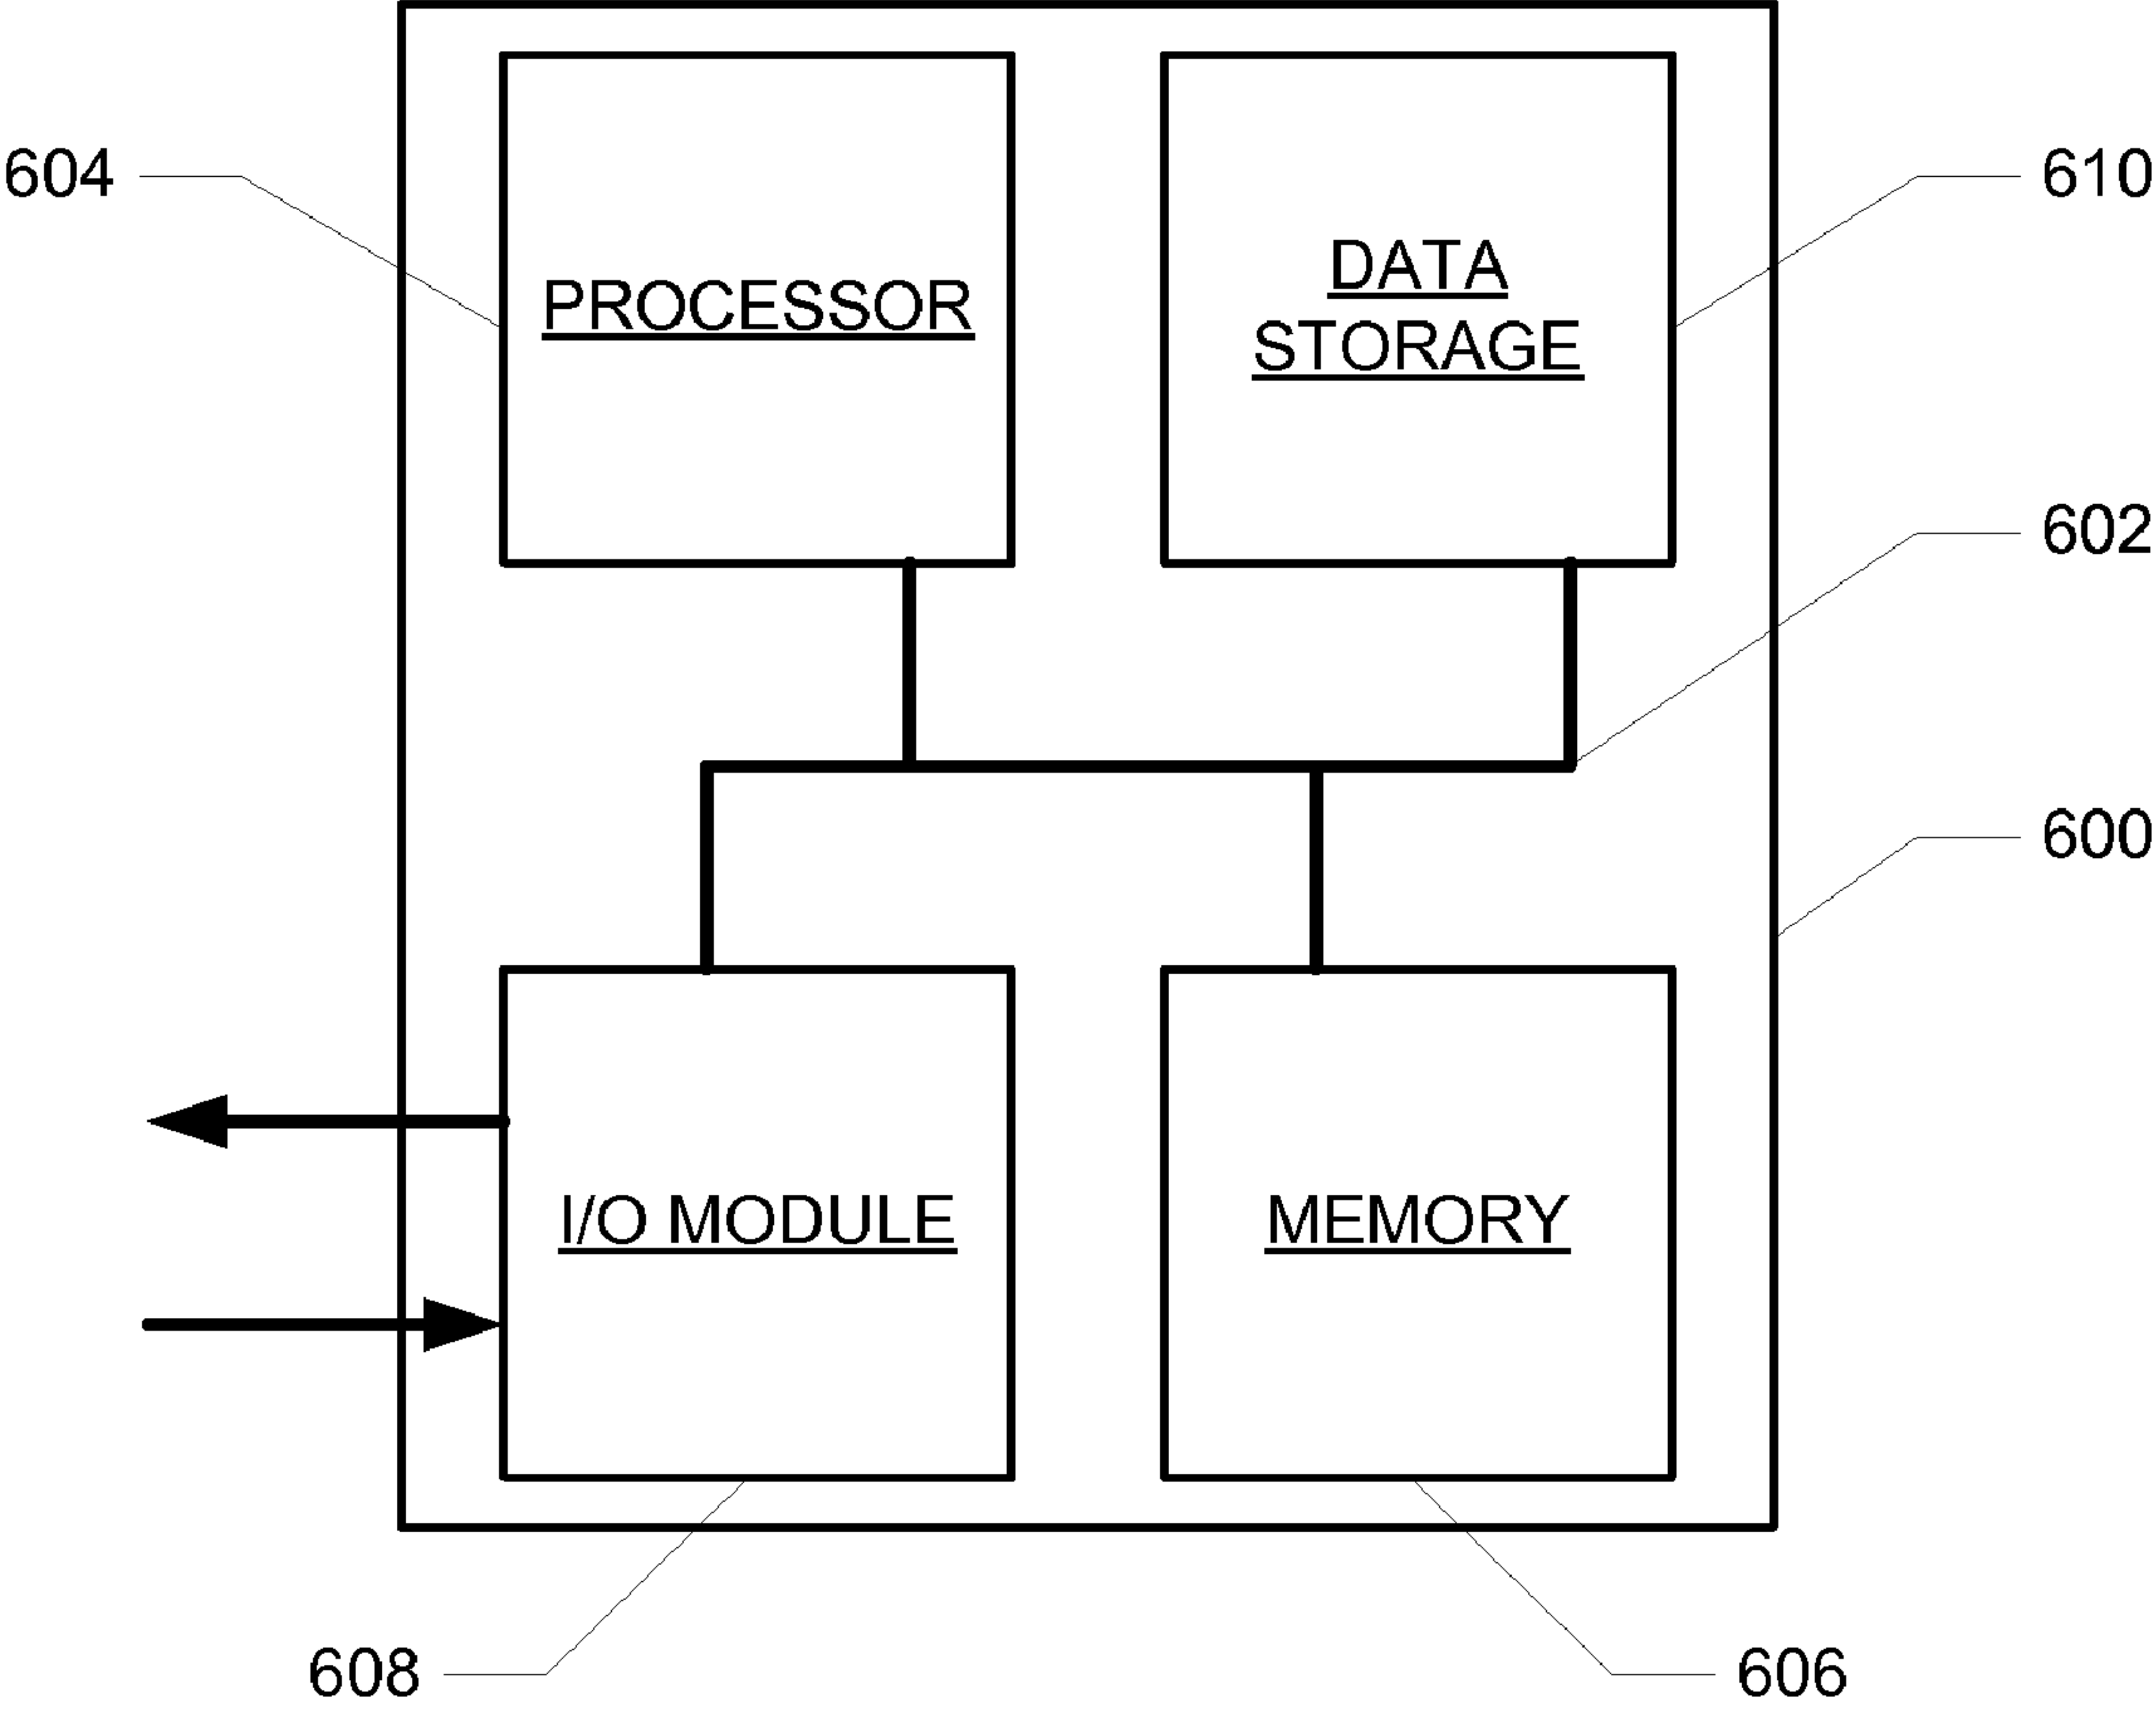 604
610
PROCESSOR
DATA
STORAGE
602
600
I/O MODULE
MEMORY
608
606